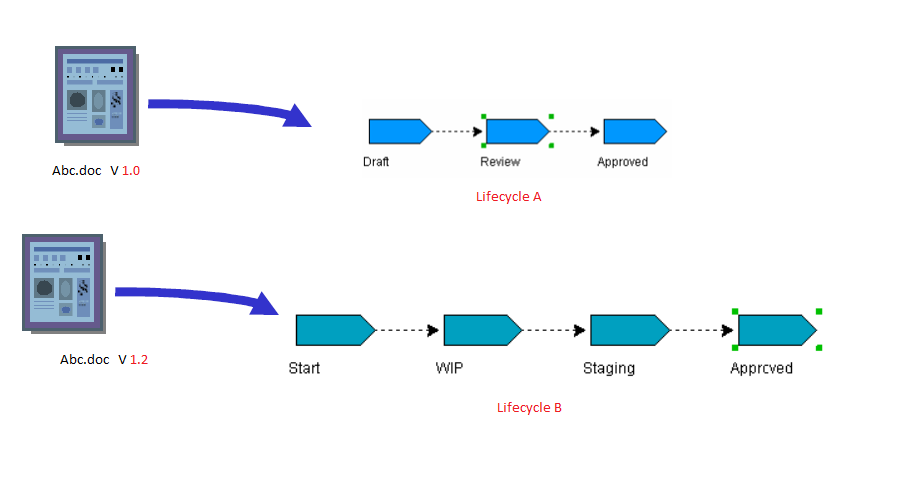 Abc.doc V 1.0
Draft Review Approved
Lifecycle A
Abc.doc V 1.2
Start WIP Staging Apprcved
Lifecycle B